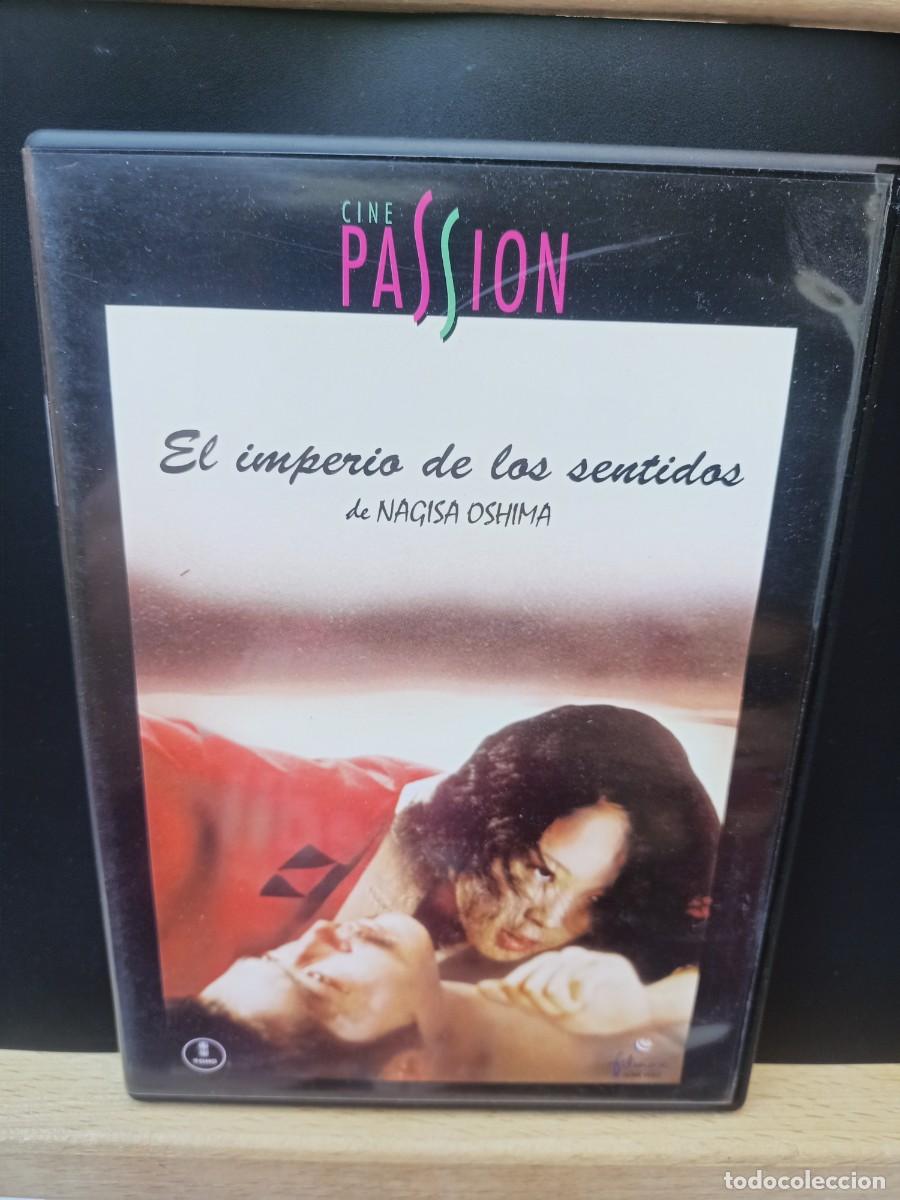 CINE
PASSION
El imperio de los sentidos
de NAGISA OSHIMA
todocoleccion